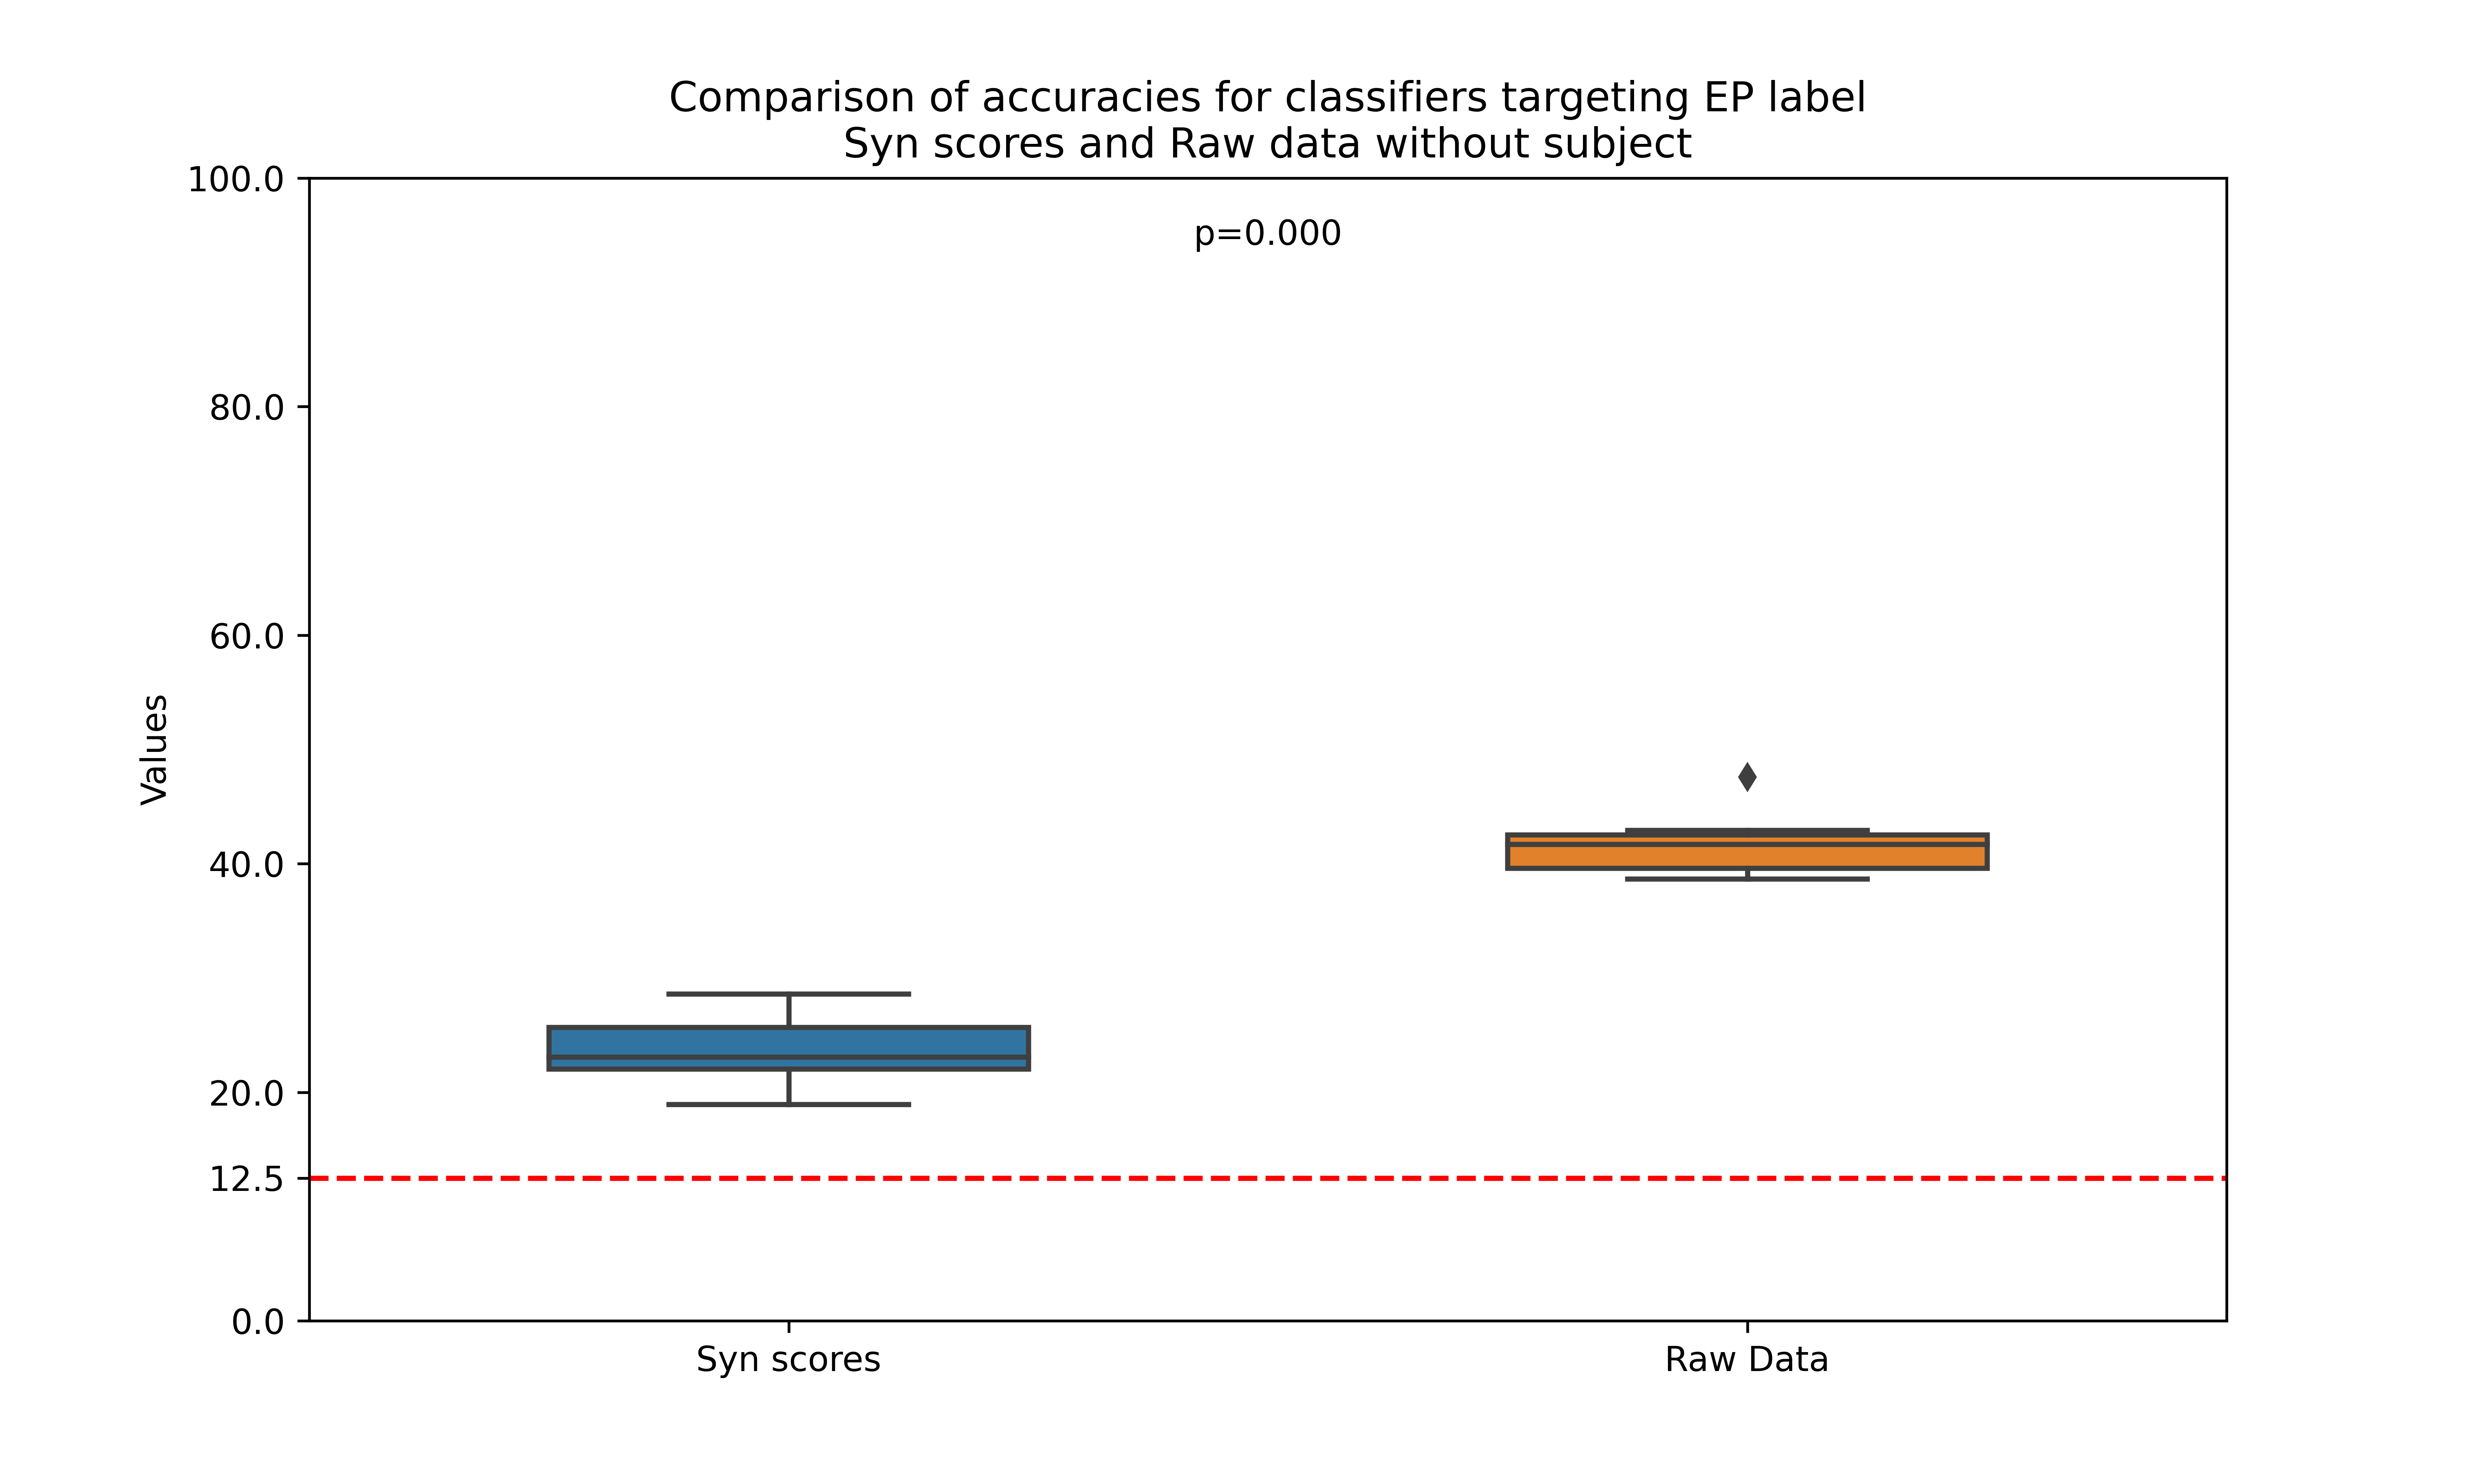 Comparison of accuracies for classifiers targeting EP label
Syn scores and Raw data without subject
p=0.000
Values
100.0
80.0
60.0
40.0
20.0
12.5
0.0
Syn scores
Raw Data